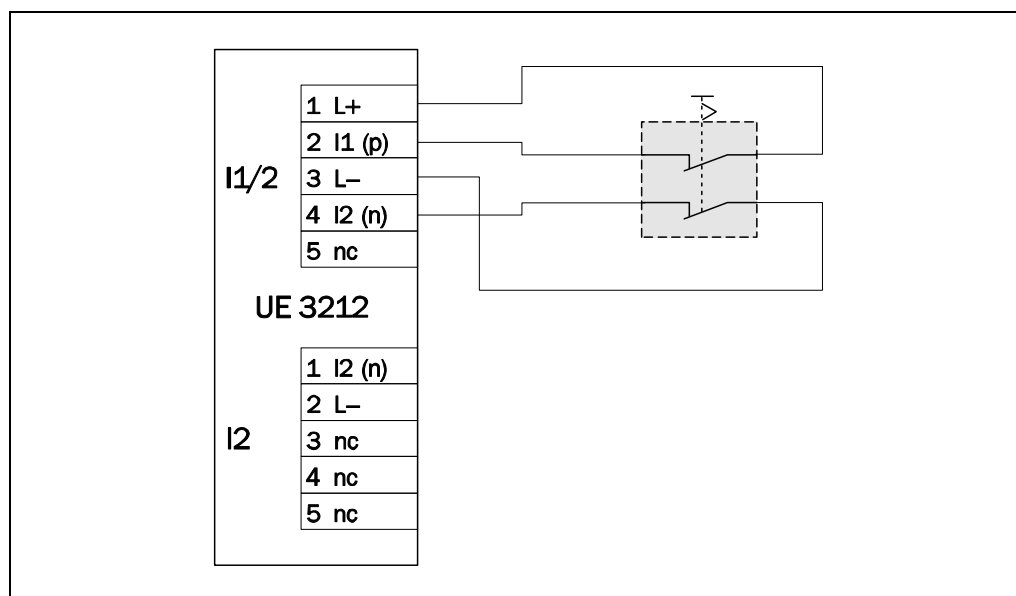 I1/2
1 L+
2 I1 (p)
3 L–
4 I2 (n)
5 nc
UE 3212
I2
1 I2 (n)
2 L–
3 nc
4 nc
5 nc